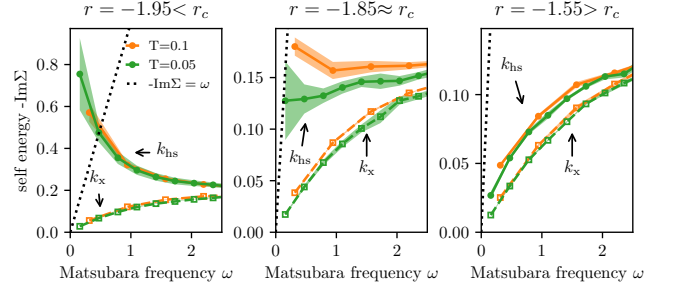 r = −1.95< r_c
r = −1.85≈ r_c
r = −1.55> r_c
self energy -ImΣ
0.8
0.6
0.4
0.2
0.0
T=0.1
T=0.05
-ImΣ = ω
k_hs
k_x
0
1
2
Matsubara frequency ω
0.15
0.10
0.05
0.00
k_hs
k_x
0
1
2
Matsubara frequency ω
0.10
0.05
0.00
k_hs
k_x
0
1
2
Matsubara frequency ω